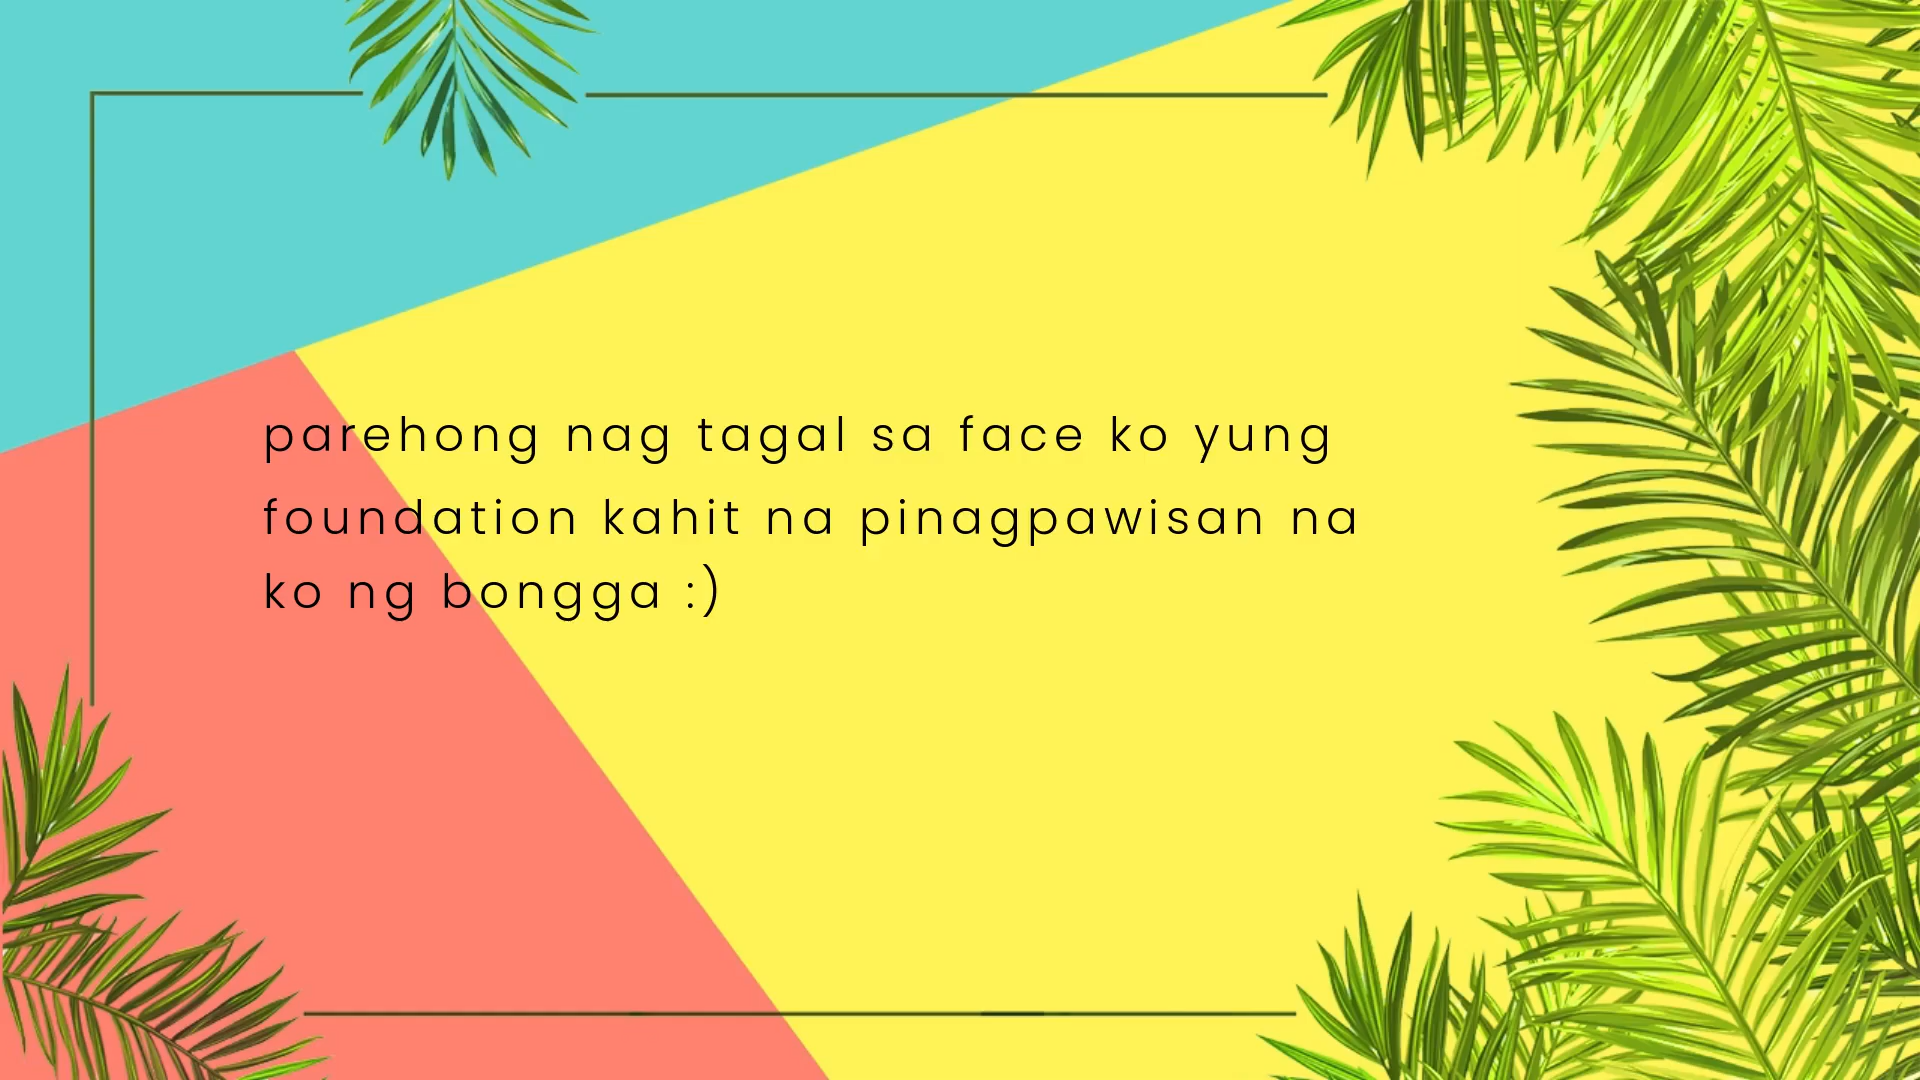 parehong nag tagal sa face ko yung
foundation kahit na pinagpawisan na
ko ng bongga :)